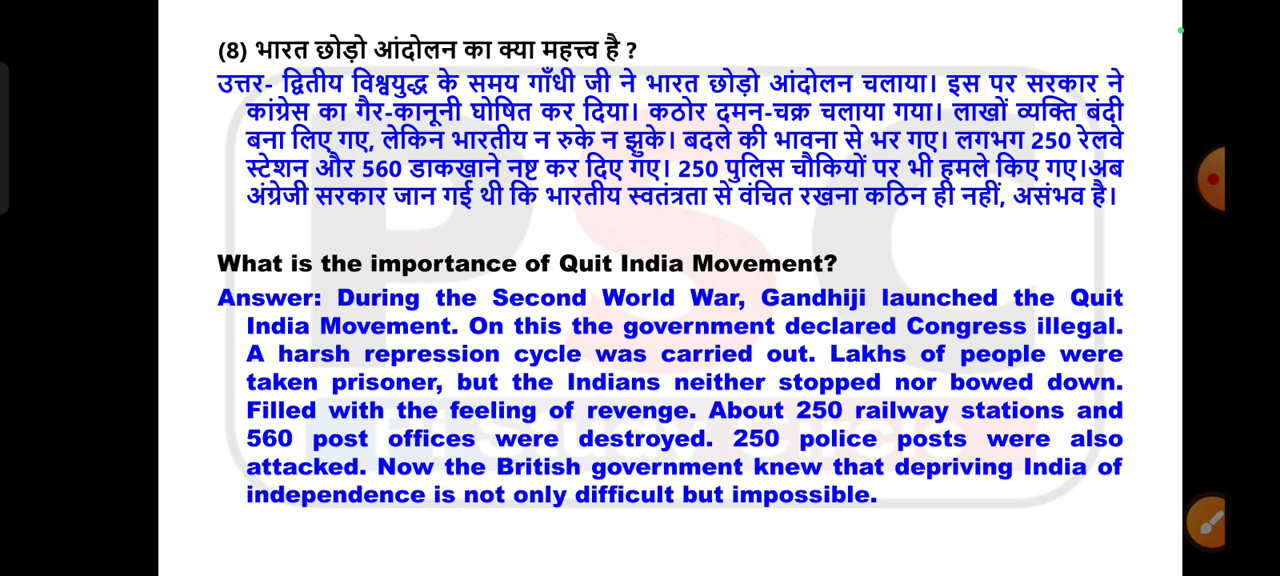 (8) भारत छोड़ो आंदोलन का क्या महत्त्व है ?
उत्तर- द्वितीय विश्वयुद्ध के समय गाँधी जी ने भारत छोड़ो आंदोलन चलाया। इस पर सरकार ने
कांग्रेस का गैर-कानूनी घोषित कर दिया। कठोर दमन-चक्र चलाया गया। लाखों व्यक्ति बंदी
बना लिए गए, लेकिन भारतीय न रुके न झुके। बदले की भावना से भर गए। लगभग 250 रेलवे
स्टेशन और 560 डाकखाने नष्ट कर दिए गए। 250 पुलिस चौकियों पर भी हमले किए गए।अब
अंग्रेजी सरकार जान गई थी कि भारतीय स्वतंत्रता से वंचित रखना कठिन ही नहीं, असंभव है।
What is the importance of Quit India Movement?
Answer: During the Second World War, Gandhiji launched the Quit
India Movement. On this the government declared Congress illegal.
A harsh repression cycle was carried out. Lakhs of people were
taken prisoner, but the Indians neither stopped nor bowed down.
Filled with the feeling of revenge. About 250 railway stations and
560 post offices were destroyed. 250 police posts were also
attacked. Now the British government knew that depriving India of
independence is not only difficult but impossible.
PSC
Study Circle